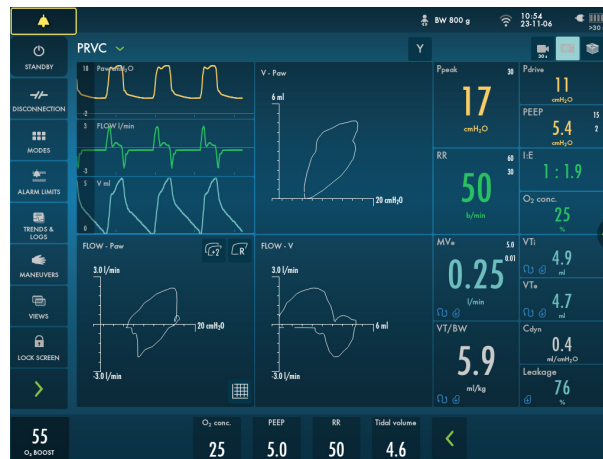 BW 800 g
10:54
23-11-06
>30
STANDBY
DISCONNECTION
MODES
ALARM LIMITS
TRENDS &
LOGS
MANEUVERS
VIEWS
LOCK SCREEN
PRVC
Y
30 s
10 Paw cmH₂O
-2
3 FLOW l/min
-3
5 V ml
0
V - Paw
6 ml
20 cmH₂O
FLOW - Paw
+2
R
3.0 l/min
20 cmH₂O
-3.0 l/min
FLOW - V
3.0 l/min
6 ml
-3.0 l/min
Ppeak 30
17
cmH₂O
Pdrive
11
cmH₂O
PEEP 15
5.4 2
cmH₂O
RR 60
30
50
b/min
I:E
1 : 1.9
O₂ conc.
25
%
MVe 5.0
0.01
0.25
l/min
VTi
4.9
ml
VTe
4.7
ml
VT/BW
5.9
ml/kg
Cdyn
0.4
ml/cmH₂O
Leakage
76
%
55
O₂ BOOST
O₂ conc.
25
PEEP
5.0
RR
50
Tidal volume
4.6